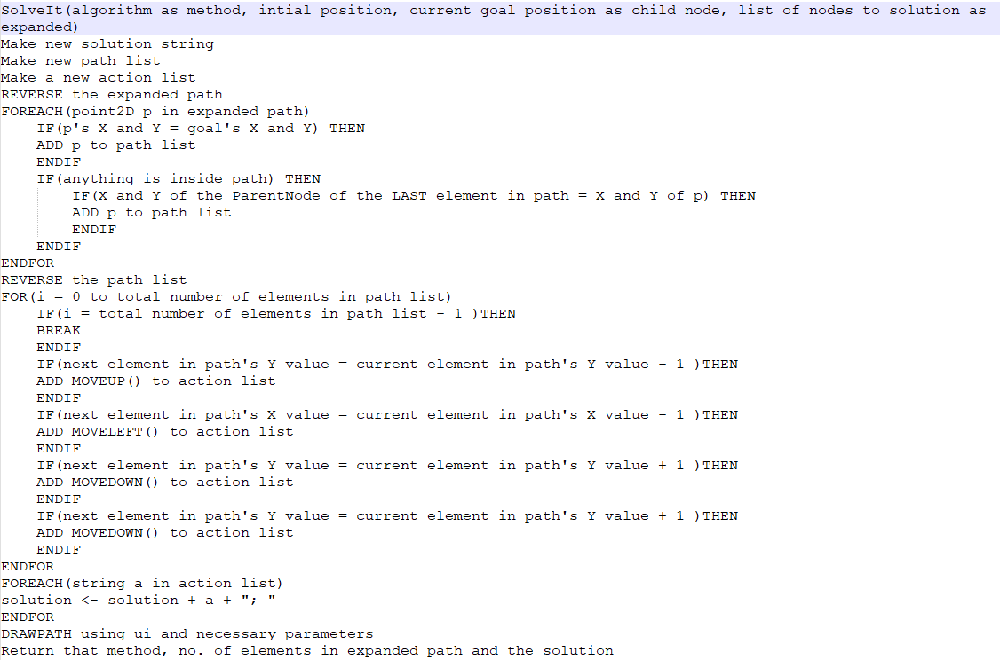 SolveIt(algorithm as method, intial position, current goal position as child node, list of nodes to solution as
expanded)
Make new solution string
Make new path list
Make a new action list
REVERSE the expanded path
FOREACH(point2D p in expanded path)
    IF(p's X and Y = goal's X and Y) THEN
    ADD p to path list
    ENDIF
    IF(anything is inside path) THEN
        IF(X and Y of the ParentNode of the LAST element in path = X and Y of p) THEN
        ADD p to path list
        ENDIF
    ENDIF
ENDFOR
REVERSE the path list
FOR(i = 0 to total number of elements in path list)
    IF(i = total number of elements in path list - 1 )THEN
    BREAK
    ENDIF
    IF(next element in path's Y value = current element in path's Y value - 1 )THEN
    ADD MOVEUP() to action list
    ENDIF
    IF(next element in path's X value = current element in path's X value - 1 )THEN
    ADD MOVELEFT() to action list
    ENDIF
    IF(next element in path's Y value = current element in path's Y value + 1 )THEN
    ADD MOVEDOWN() to action list
    ENDIF
    IF(next element in path's Y value = current element in path's Y value + 1 )THEN
    ADD MOVEDOWN() to action list
    ENDIF
ENDFOR
FOREACH(string a in action list)
solution <- solution + a + "; "
ENDFOR
DRAWPATH using ui and necessary parameters
Return that method, no. of elements in expanded path and the solution